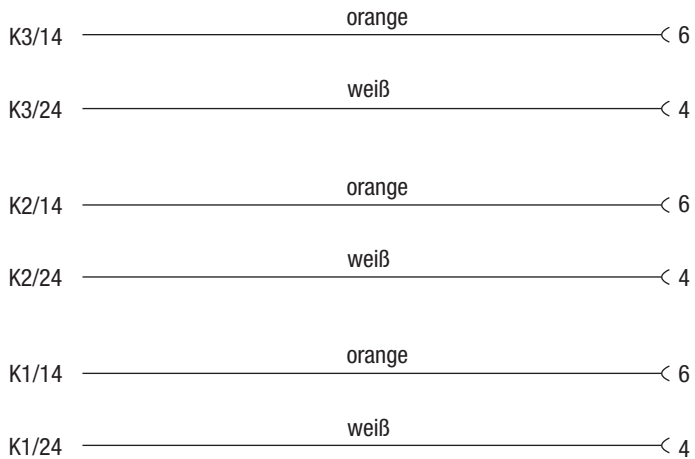 K3/14 orange 6
K3/24 weiß 4
K2/14 orange 6
K2/24 weiß 4
K1/14 orange 6
K1/24 weiß 4